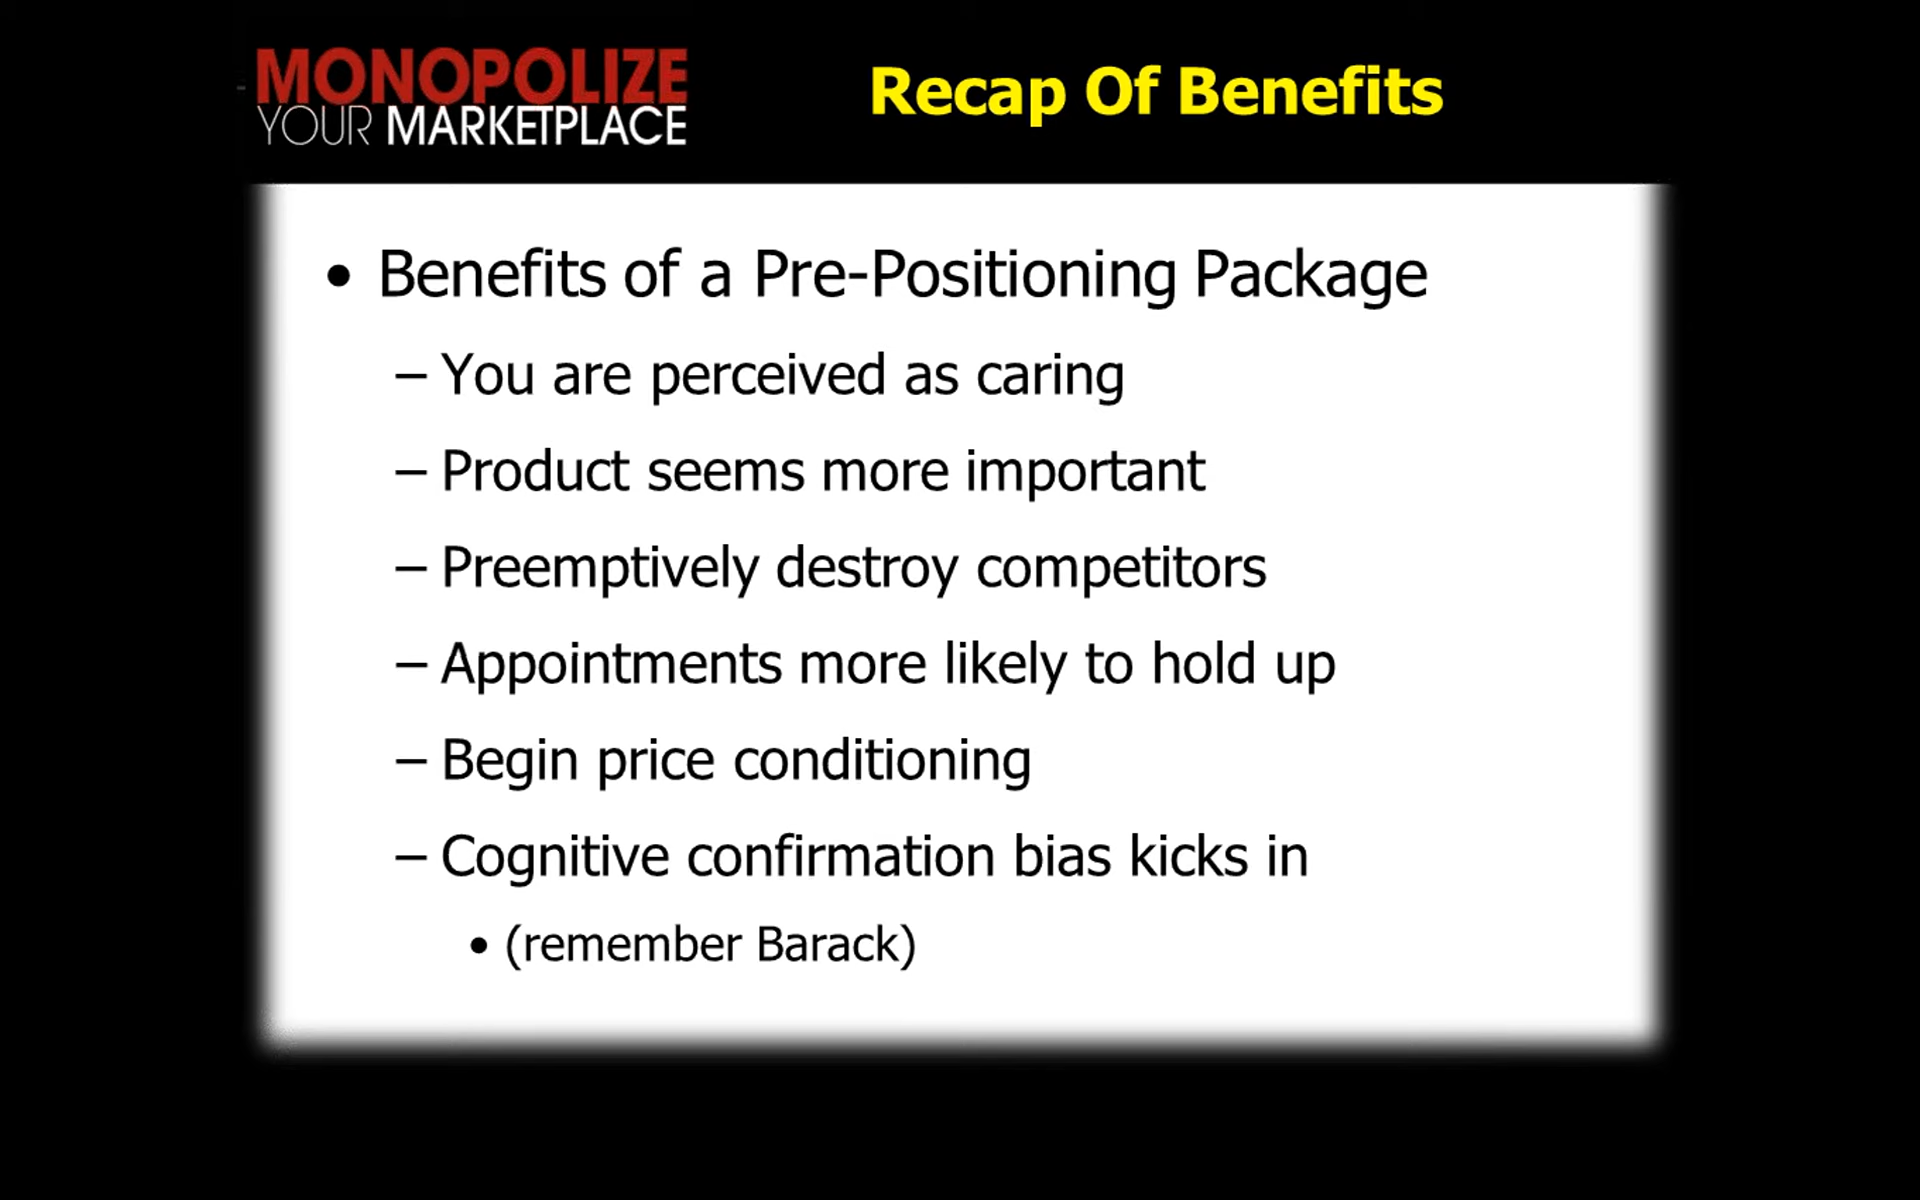 MONOPOLIZE
YOUR MARKETPLACE
Recap Of Benefits
• Benefits of a Pre-Positioning Package
– You are perceived as caring
– Product seems more important
– Preemptively destroy competitors
– Appointments more likely to hold up
– Begin price conditioning
– Cognitive confirmation bias kicks in
• (remember Barack)